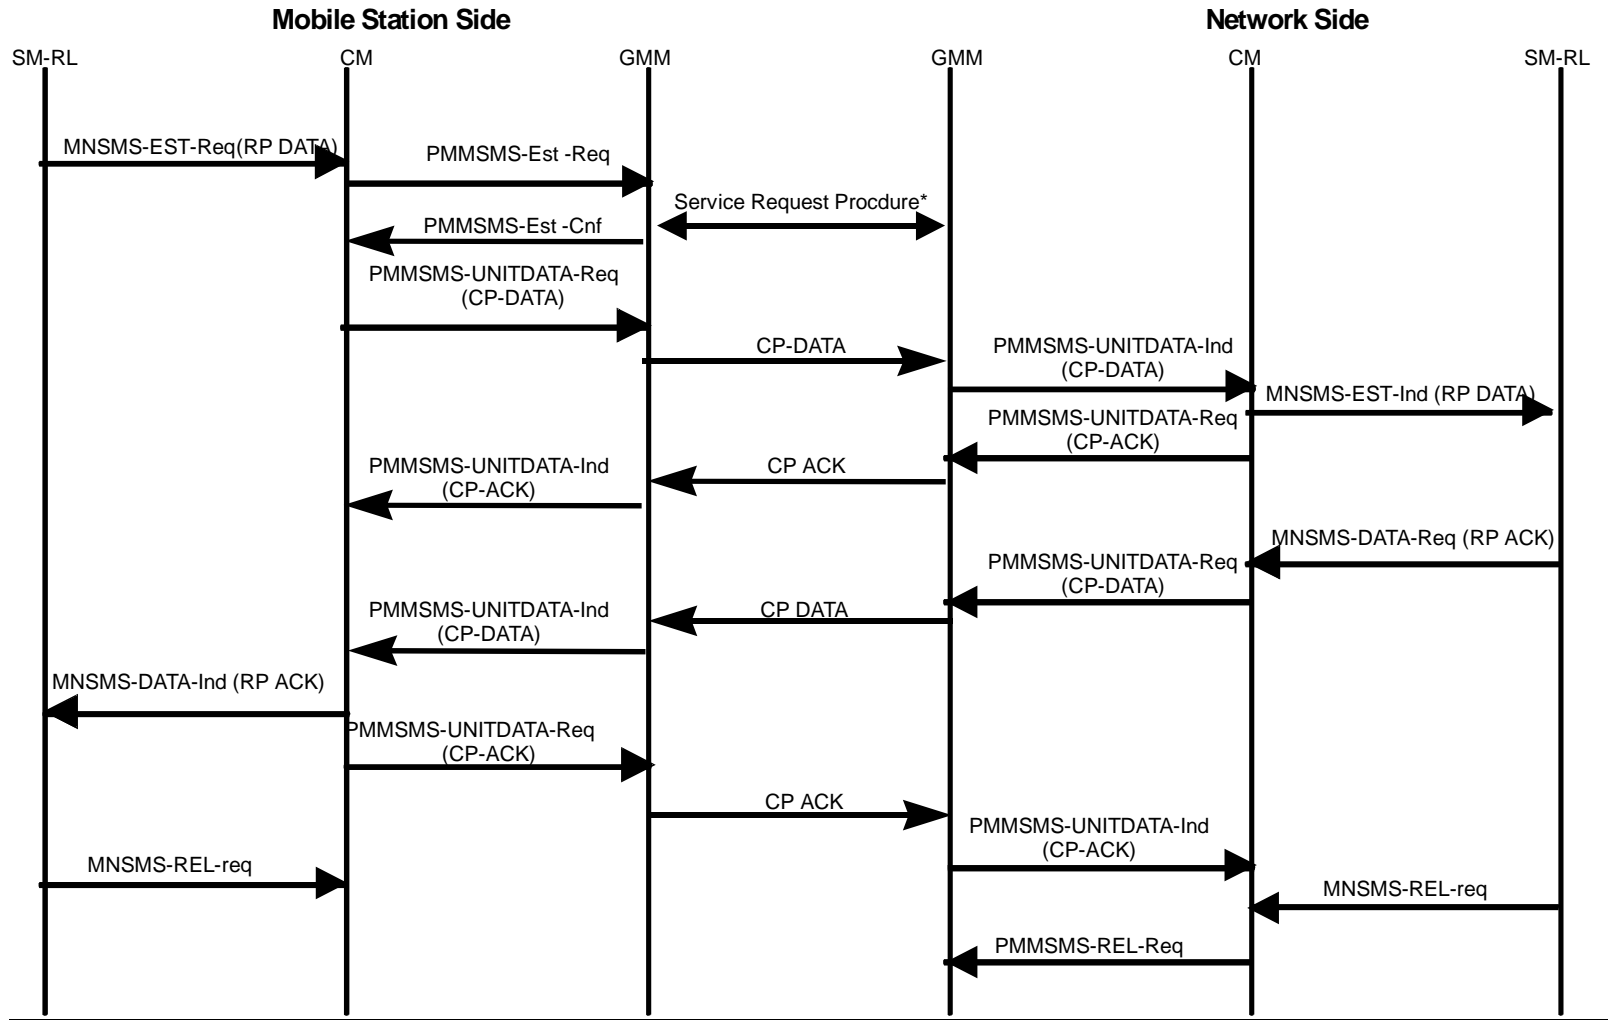 Mobile Station Side
Network Side
SM-RL
CM
GMM
GMM
CM
SM-RL
MNSMS-EST-Req(RP DATA)
PMMSMS-Est -Req
Service Request Procdure*
PMMSMS-Est -Cnf
PMMSMS-UNITDATA-Req
(CP-DATA)
CP-DATA
PMMSMS-UNITDATA-Ind
(CP-DATA)
MNSMS-EST-Ind (RP DATA)
PMMSMS-UNITDATA-Req
(CP-ACK)
CP ACK
PMMSMS-UNITDATA-Ind
(CP-ACK)
MNSMS-DATA-Req (RP ACK)
PMMSMS-UNITDATA-Req
(CP-DATA)
CP DATA
PMMSMS-UNITDATA-Ind
(CP-DATA)
MNSMS-DATA-Ind (RP ACK)
PMMSMS-UNITDATA-Req
(CP-ACK)
CP ACK
PMMSMS-UNITDATA-Ind
(CP-ACK)
MNSMS-REL-req
MNSMS-REL-req
PMMSMS-REL-Req